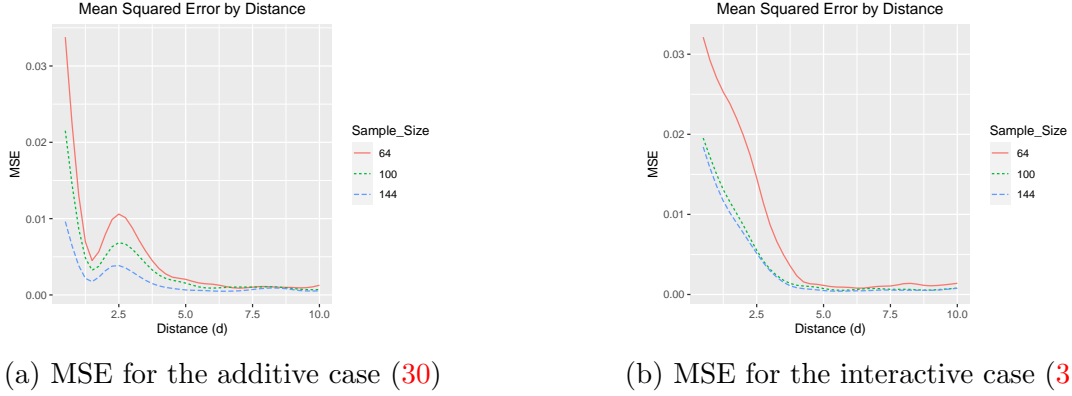 Mean Squared Error by Distance
0.03
0.02
0.01
0.00
MSE
2.5 5.0 7.5 10.0
Distance (d)
Sample_Size
64
100
144
(a) MSE for the additive case (30)
Mean Squared Error by Distance
0.03
0.02
0.01
0.00
MSE
2.5 5.0 7.5 10.0
Distance (d)
Sample_Size
64
100
144
(b) MSE for the interactive case (3